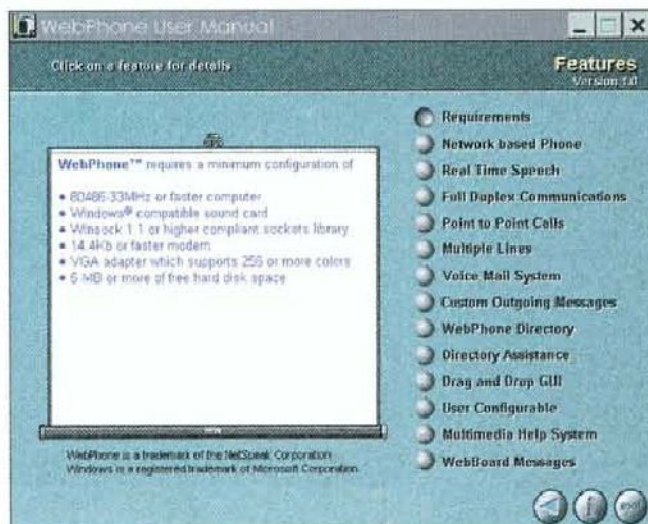 WebPhone User Manual
Click on a feature for details
Features
Version 1.0
WebPhone™ requires a minimum configuration of
• 80486-33MHz or faster computer
• Windows® compatible sound card
• Winsock 1.1 or higher compliant sockets library
• 14.4Kb or faster modem
• VGA adapter which supports 256 or more colors
• 6 MB or more of free hard disk space
WebPhone is a trademark of the NetSpeak Corporation
Windows is a registered trademark of Microsoft Corporation.
Requirements
Network based Phone
Real Time Speech
Full Duplex Communications
Point to Point Calls
Multiple Lines
Voice Mail System
Custom Outgoing Messages
WebPhone Directory
Directory Assistance
Drag and Drop GUI
User Configurable
Multimedia Help System
WebBoard Messages